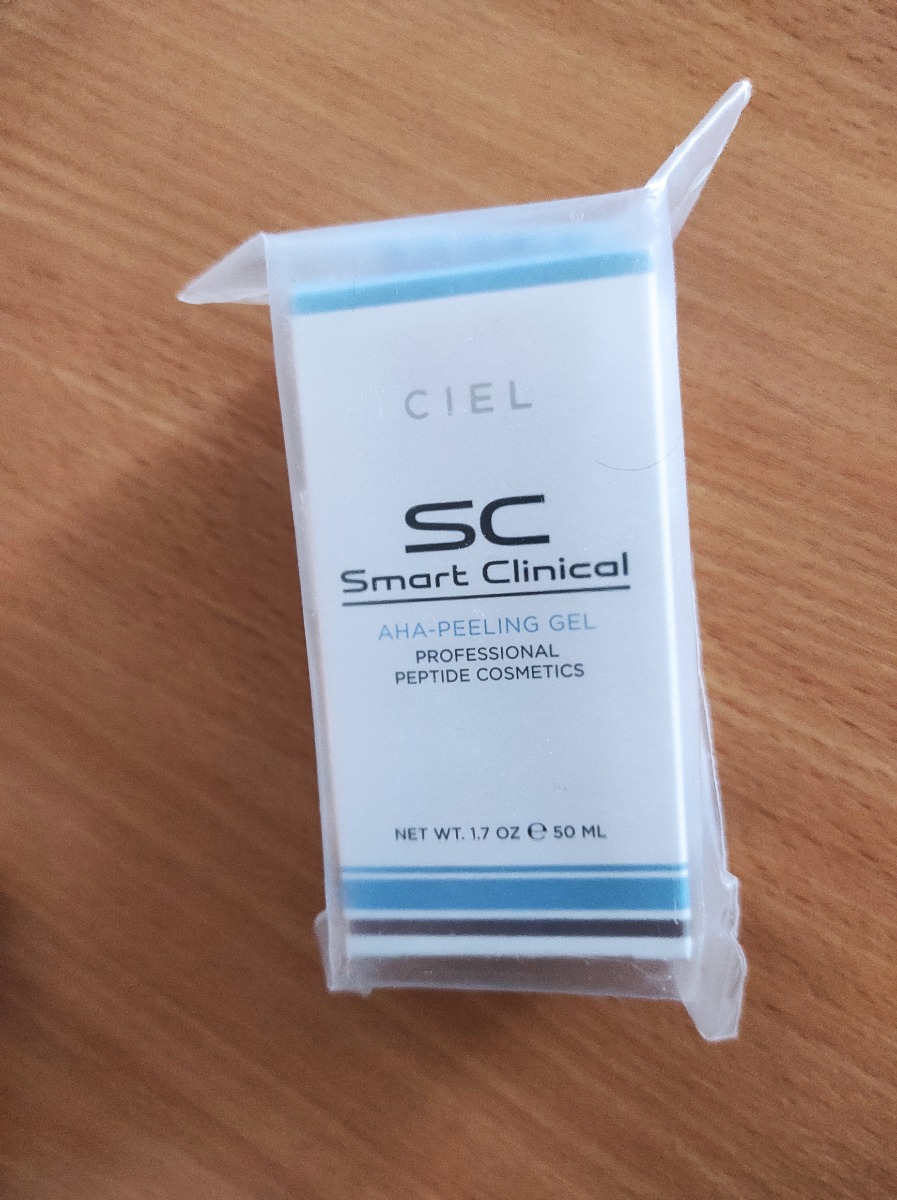 CIEL
SC
Smart Clinical
AHA-PEELING GEL
PROFESSIONAL
PEPTIDE COSMETICS
NET WT. 1.7 OZ ℮ 50 ML